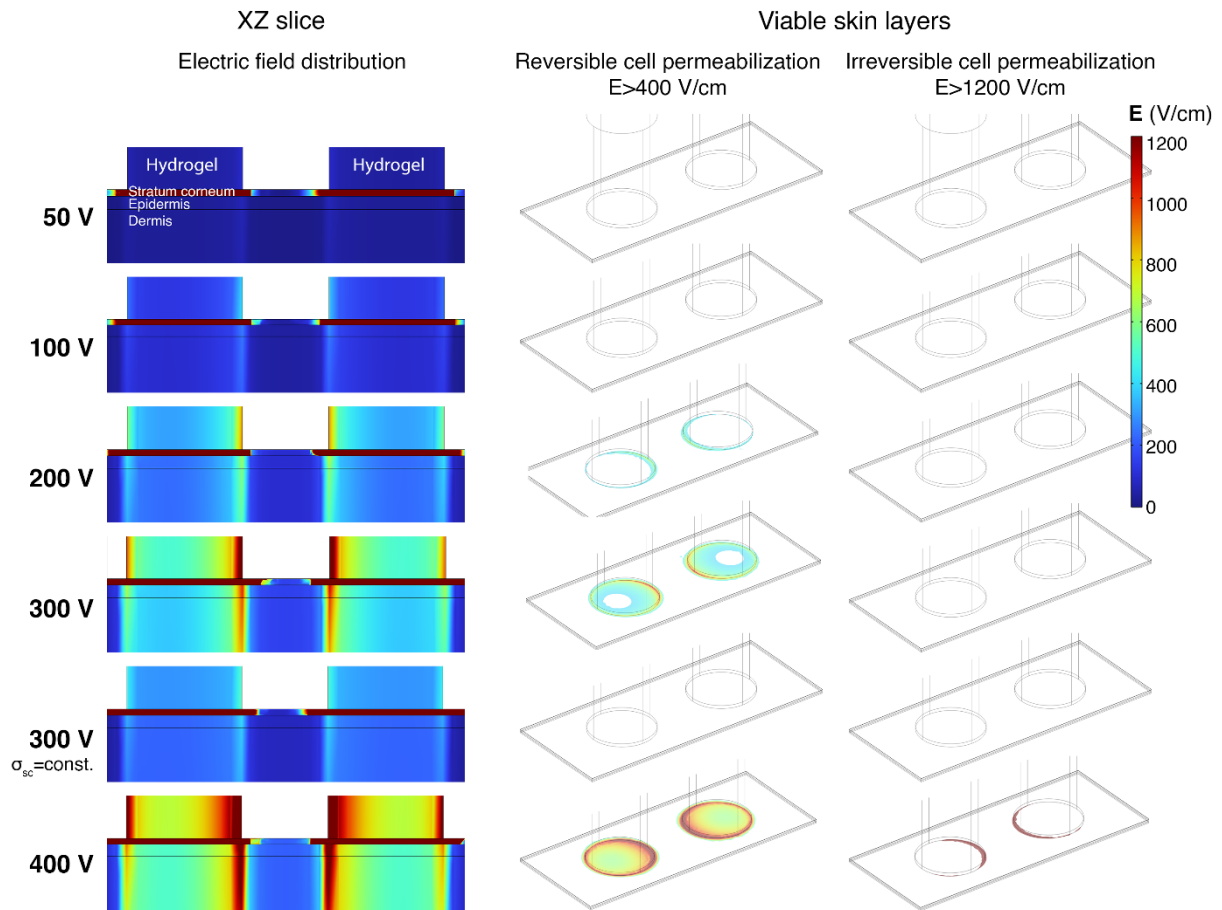 XZ slice
Viable skin layers
Electric field distribution
Reversible cell permeabilization
E>400 V/cm
Irreversible cell permeabilization
E>1200 V/cm
E (V/cm)
1200
1000
800
600
400
200
0
Hydrogel
Hydrogel
Stratum corneum
Epidermis
Dermis
50 V
100 V
200 V
300 V
300 V
σsc=const.
400 V